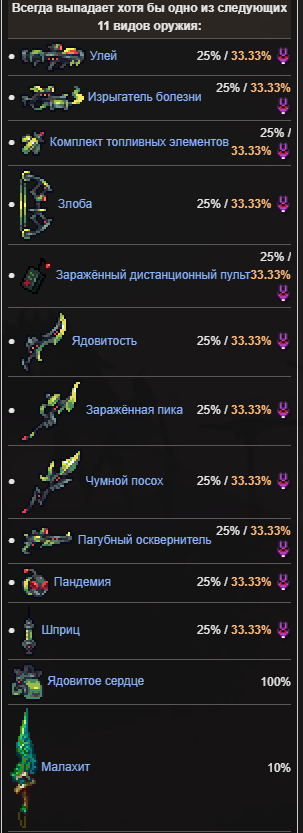 Всегда выпадает хотя бы одно из следующих
11 видов оружия:
Улей 25% / 33.33%
Изрыгатель болезни 25% / 33.33%
Комплект топливных элементов 25% /
33.33%
Злоба 25% / 33.33%
25% /
Заражённый дистанционный пульт 33.33%
Ядовитость 25% / 33.33%
Заражённая пика 25% / 33.33%
Чумной посох 25% / 33.33%
Пагубный осквернитель 25% / 33.33%
Пандемия 25% / 33.33%
Шприц 25% / 33.33%
Ядовитое сердце 100%
Малахит 10%